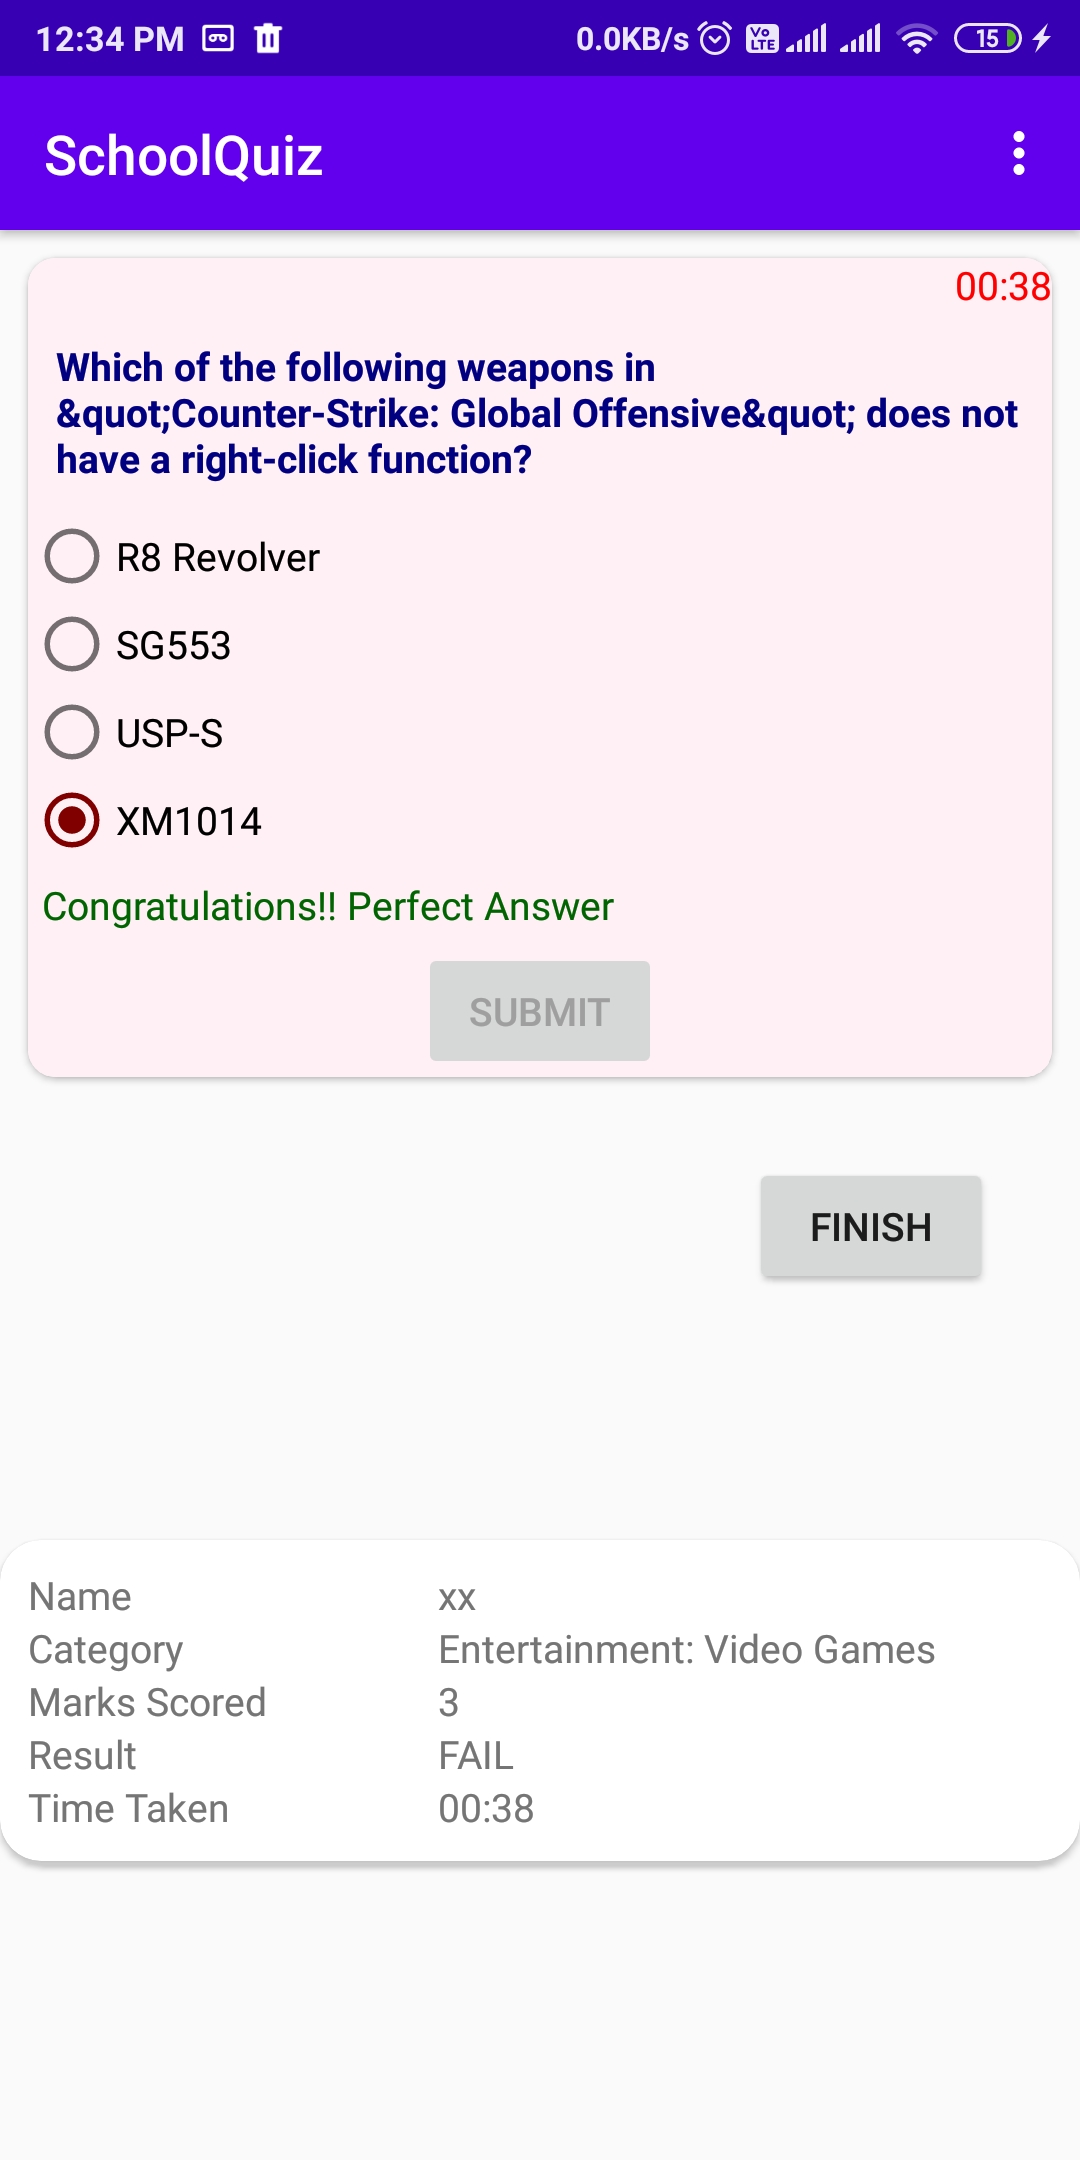 12:34 PM 0.0KB/s Vo LTE 15
SchoolQuiz
00:38
Which of the following weapons in
&quot;Counter-Strike: Global Offensive&quot; does not
have a right-click function?
R8 Revolver
SG553
USP-S
XM1014
Congratulations!! Perfect Answer
SUBMIT
FINISH
Name xx
Category Entertainment: Video Games
Marks Scored 3
Result FAIL
Time Taken 00:38